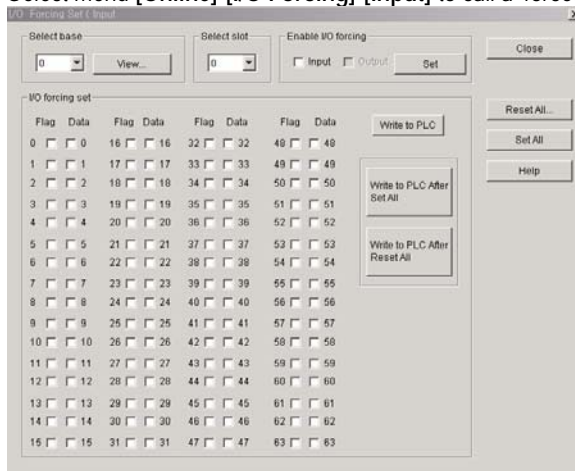 Select menu [Online]-[I/O Forcing]-[Input] to call a 'force
I/O Forcing Set ( Input
Select base
Select slot
Enable I/O forcing
Close
0
View...
0
Input
Output
Set
I/O forcing set
Reset All...
Flag Data Flag Data Flag Data Flag Data
Write to PLC
0 0 16 16 32 32 48 48
Set All
1 1 17 17 33 33 49 49
Help
2 2 18 18 34 34 50 50
Write to PLC After
Set All
3 3 19 19 35 35 51 51
4 4 20 20 36 36 52 52
5 5 21 21 37 37 53 53
Write to PLC After
Reset All
6 6 22 22 38 38 54 54
7 7 23 23 39 39 55 55
8 8 24 24 40 40 56 56
9 9 25 25 41 41 57 57
10 10 26 26 42 42 58 58
11 11 27 27 43 43 59 59
12 12 28 28 44 44 60 60
13 13 29 29 45 45 61 61
14 14 30 30 46 46 62 62
15 15 31 31 47 47 63 63